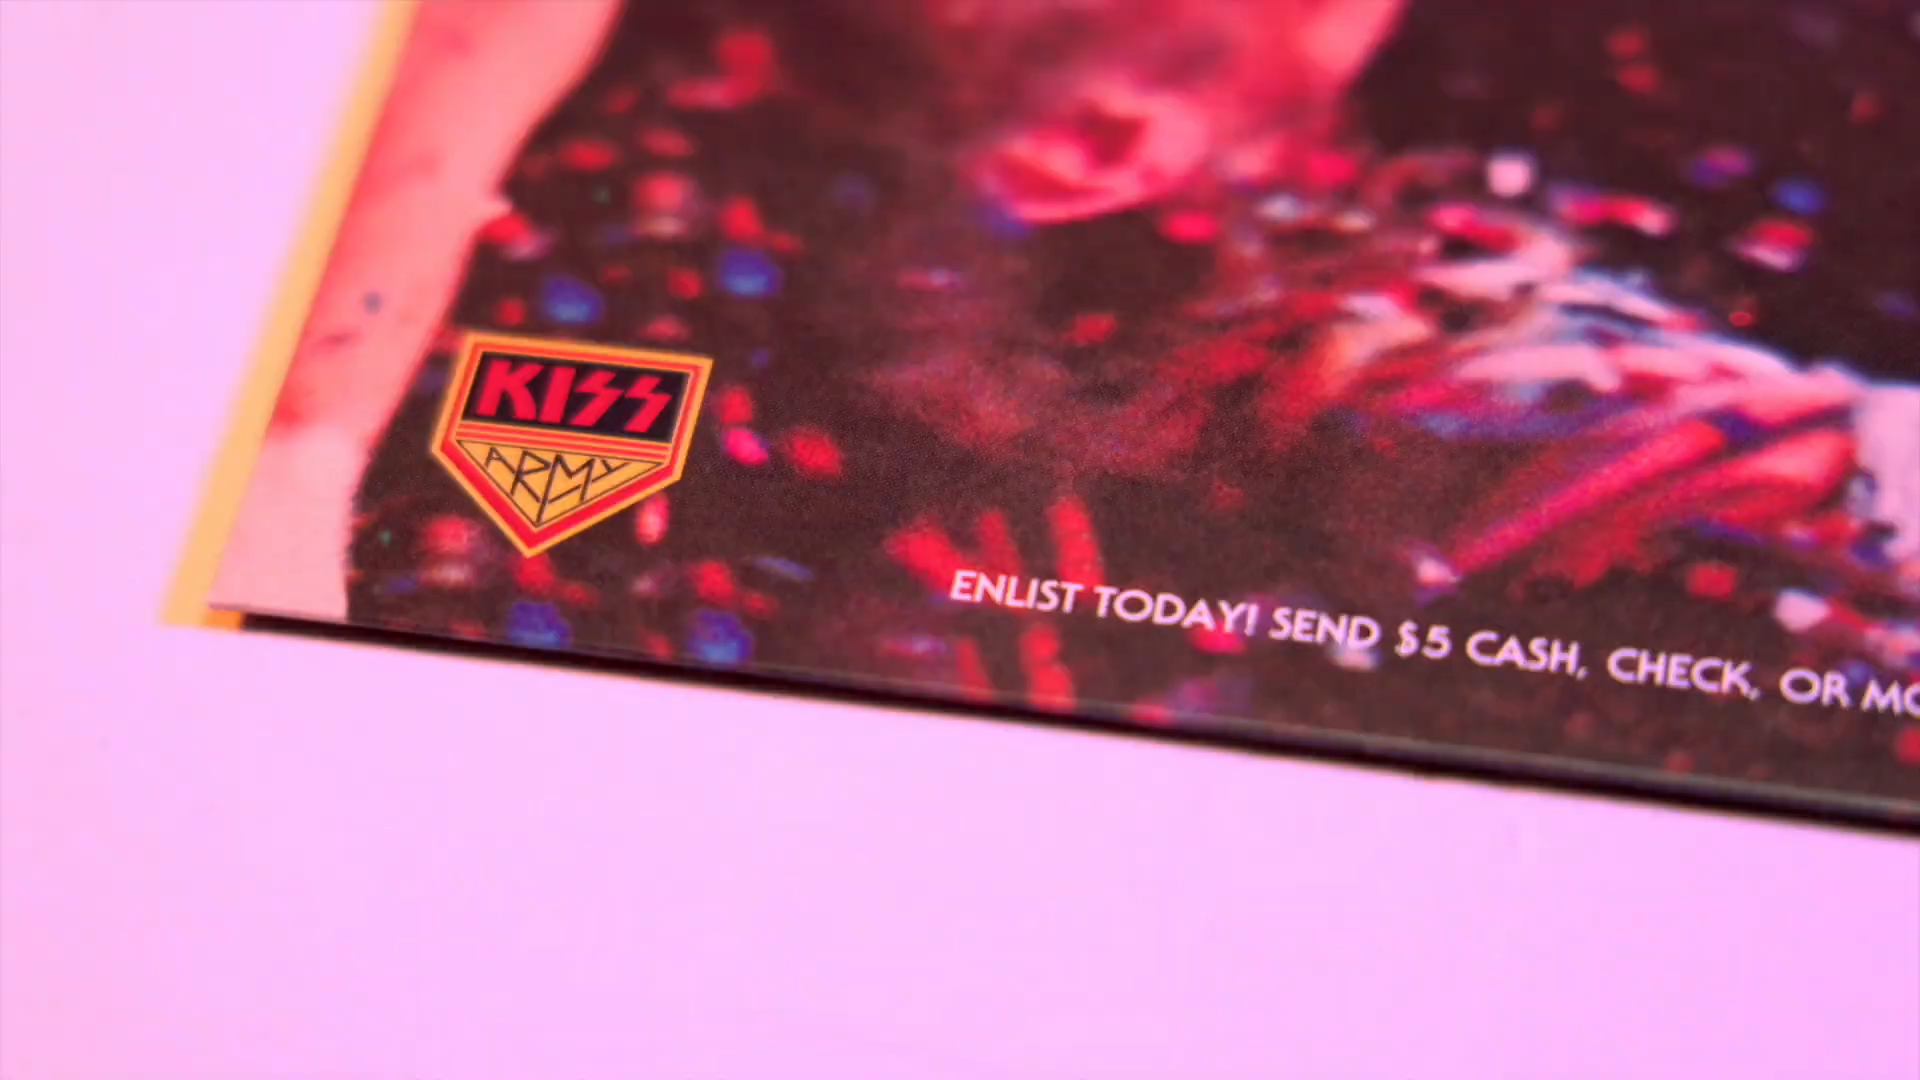 KISS
ARMY
ENLIST TODAY! SEND $5 CASH, CHECK, OR